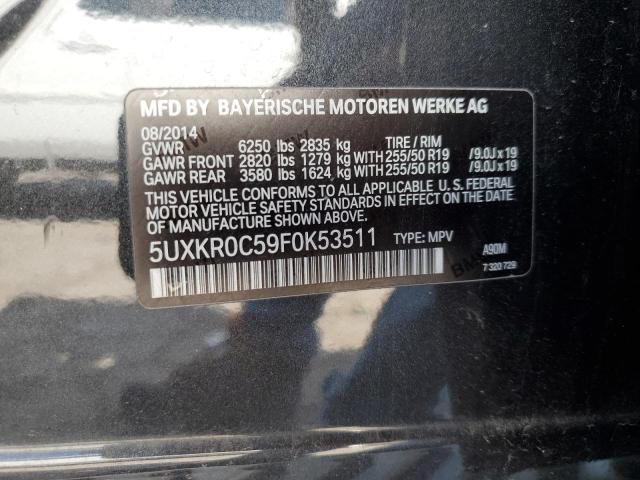 MFD BY BAYERISCHE MOTOREN WERKE AG
08/2014
GVWR 6250 lbs 2835 kg TIRE / RIM
GAWR FRONT 2820 lbs 1279 kg WITH 255/50 R19 /9.0J x 19
GAWR REAR 3580 lbs 1624 kg WITH 255/50 R19 /9.0J x 19
THIS VEHICLE CONFORMS TO ALL APPLICABLE U.S. FEDERAL
MOTOR VEHICLE SAFETY STANDARDS IN EFFECT ON THE DATE
OF MANUFACTURE SHOWN ABOVE.
5UXKR0C59F0K53511 TYPE: MPV A90M
7 320 729